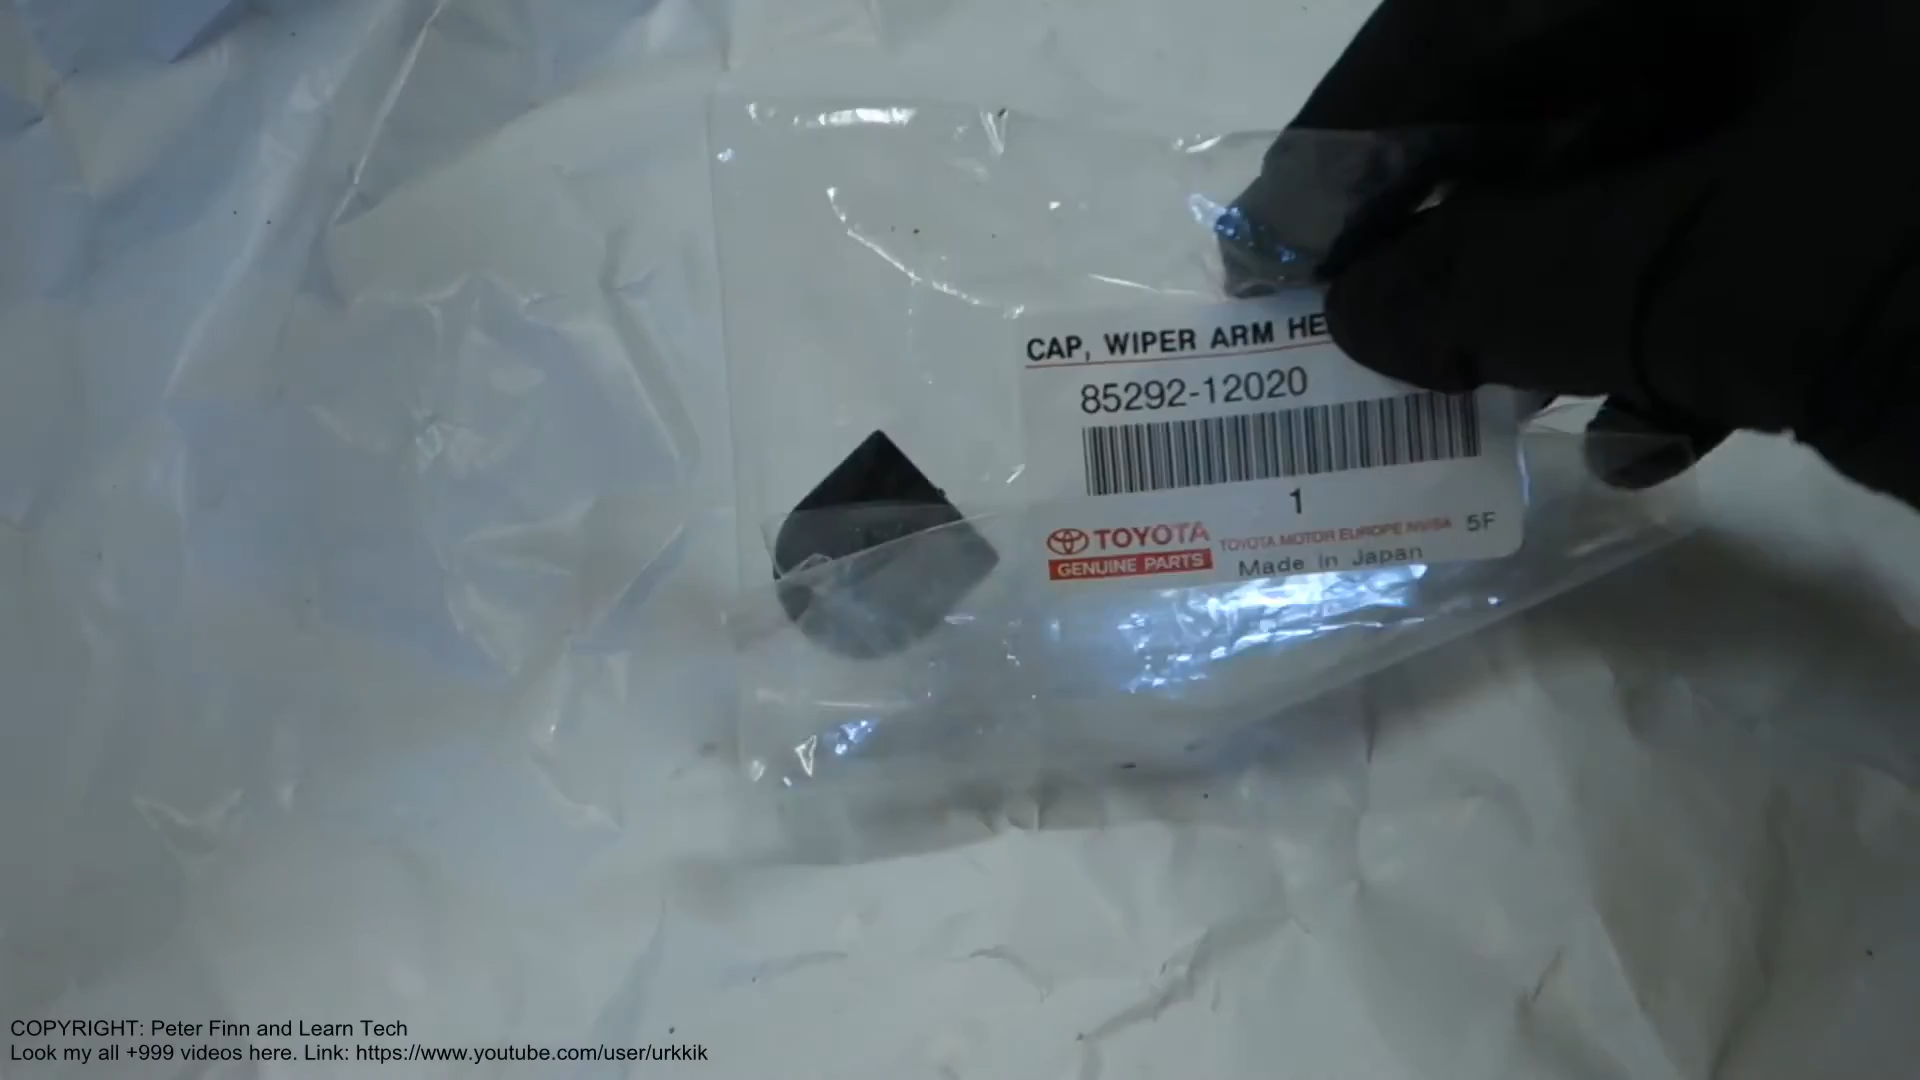 CAP, WIPER ARM HE
85292-12020
1
TOYOTA
GENUINE PARTS
TOYOTA MOTOR EUROPE NV/SA 5F
Made in Japan
COPYRIGHT: Peter Finn and Learn Tech
Look my all +999 videos here. Link: https://www.youtube.com/user/urkkik